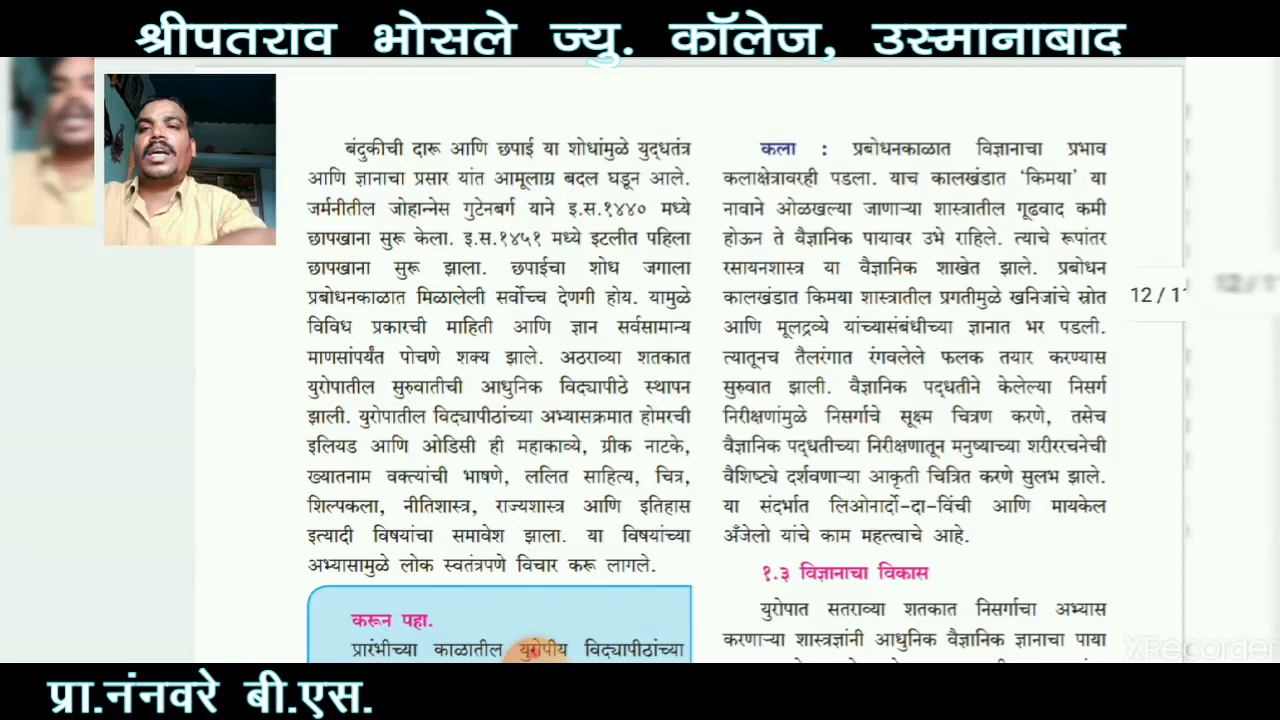 श्रीपतराव भोसले ज्यु. कॉलेज, उस्मानाबाद
बंदुकीची दारू आणि छपाई या शोधांमुळे युद्धतंत्र
आणि ज्ञानाचा प्रसार यांत आमूलाग्र बदल घडून आले.
जर्मनीतील जोहान्नेस गुटेनबर्ग याने इ.स.१४४० मध्ये
छापखाना सुरू केला. इ.स.१४५१ मध्ये इटलीत पहिला
छापखाना सुरू झाला. छपाईचा शोध जगाला
प्रबोधनकाळात मिळालेली सर्वोच्च देणगी होय. यामुळे
विविध प्रकारची माहिती आणि ज्ञान सर्वसामान्य
माणसांपर्यंत पोचणे शक्य झाले. अठराव्या शतकात
युरोपातील सुरुवातीची आधुनिक विद्यापीठे स्थापन
झाली. युरोपातील विद्यापीठांच्या अभ्यासक्रमात होमरची
इलियड आणि ओडिसी ही महाकाव्ये, ग्रीक नाटके,
ख्यातनाम वक्त्यांची भाषणे, ललित साहित्य, चित्र,
शिल्पकला, नीतिशास्त्र, राज्यशास्त्र आणि इतिहास
इत्यादी विषयांचा समावेश झाला. या विषयांच्या
अभ्यासामुळे लोक स्वतंत्रपणे विचार करू लागले.
करून पहा.
प्रारंभीच्या काळातील युरोपीय विद्यापीठांच्या
कला : प्रबोधनकाळात विज्ञानाचा प्रभाव
कलाक्षेत्रावरही पडला. याच कालखंडात ‘किमया’ या
नावाने ओळखल्या जाणाऱ्या शास्त्रातील गूढवाद कमी
होऊन ते वैज्ञानिक पायावर उभे राहिले. त्याचे रूपांतर
रसायनशास्त्र या वैज्ञानिक शाखेत झाले. प्रबोधन
कालखंडात किमया शास्त्रातील प्रगतीमुळे खनिजांचे स्रोत
आणि मूलद्रव्ये यांच्यासंबंधीच्या ज्ञानात भर पडली.
त्यातूनच तैलरंगात रंगवलेले फलक तयार करण्यास
सुरुवात झाली. वैज्ञानिक पद्धतीने केलेल्या निसर्ग
निरीक्षणांमुळे निसर्गाचे सूक्ष्म चित्रण करणे, तसेच
वैज्ञानिक पद्धतीच्या निरीक्षणातून मनुष्याच्या शरीररचनेची
वैशिष्ट्ये दर्शवणाऱ्या आकृती चित्रित करणे सुलभ झाले.
या संदर्भात लिओनार्दो-दा-विंची आणि मायकेल
अँजेलो यांचे काम महत्त्वाचे आहे.
१.३ विज्ञानाचा विकास
युरोपात सतराव्या शतकात निसर्गाचा अभ्यास
करणाऱ्या शास्त्रज्ञांनी आधुनिक वैज्ञानिक ज्ञानाचा पाया
12 / 1
XRecorder
प्रा.नंनवरे बी.एस.